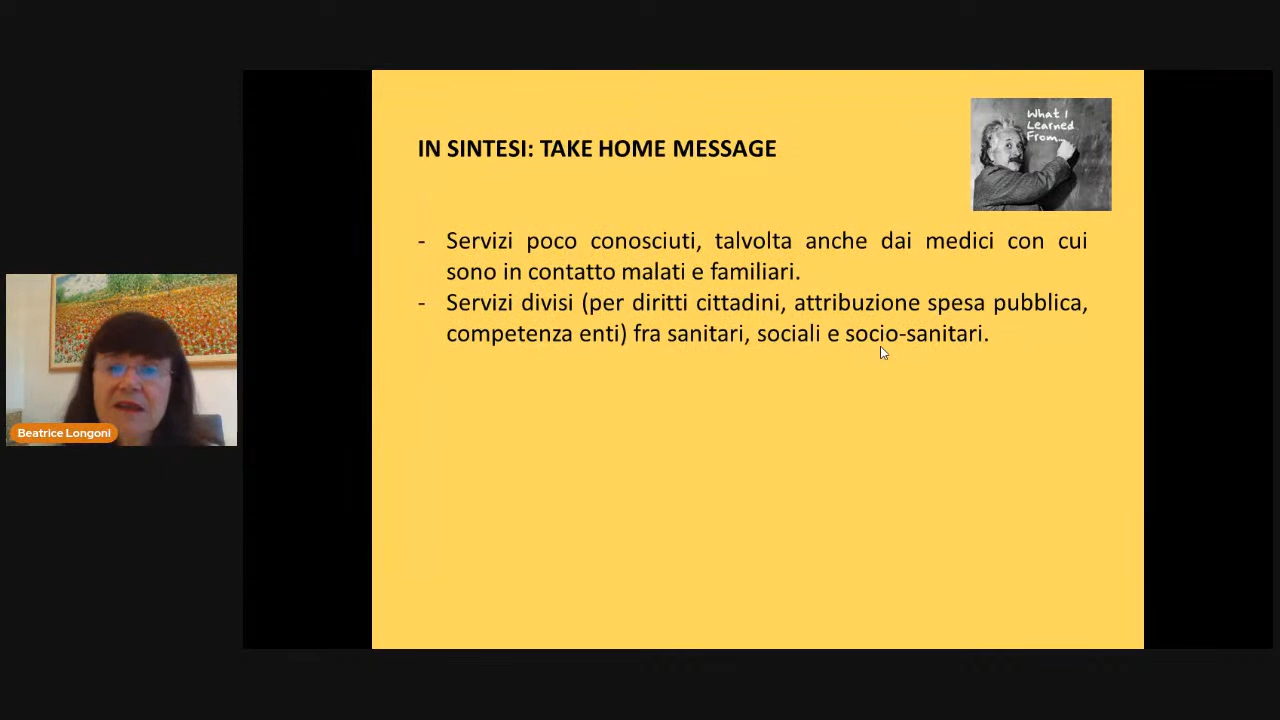 What I
Learned
From...
IN SINTESI: TAKE HOME MESSAGE
- Servizi poco conosciuti, talvolta anche dai medici con cui
sono in contatto malati e familiari.
- Servizi divisi (per diritti cittadini, attribuzione spesa pubblica,
competenza enti) fra sanitari, sociali e socio-sanitari.
Beatrice Longoni